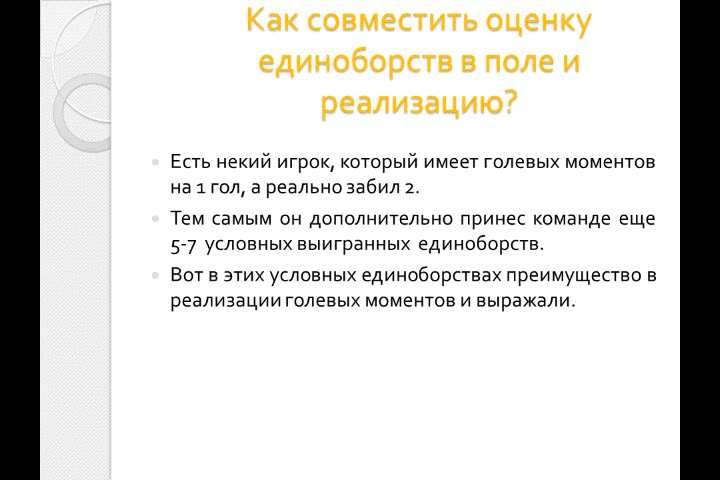 Как совместить оценку
единоборств в поле и
реализацию?
Есть некий игрок, который имеет голевых моментов
на 1 гол, а реально забил 2.
Тем самым он дополнительно принес команде еще
5-7 условных выигранных единоборств.
Вот в этих условных единоборствах преимущество в
реализации голевых моментов и выражали.